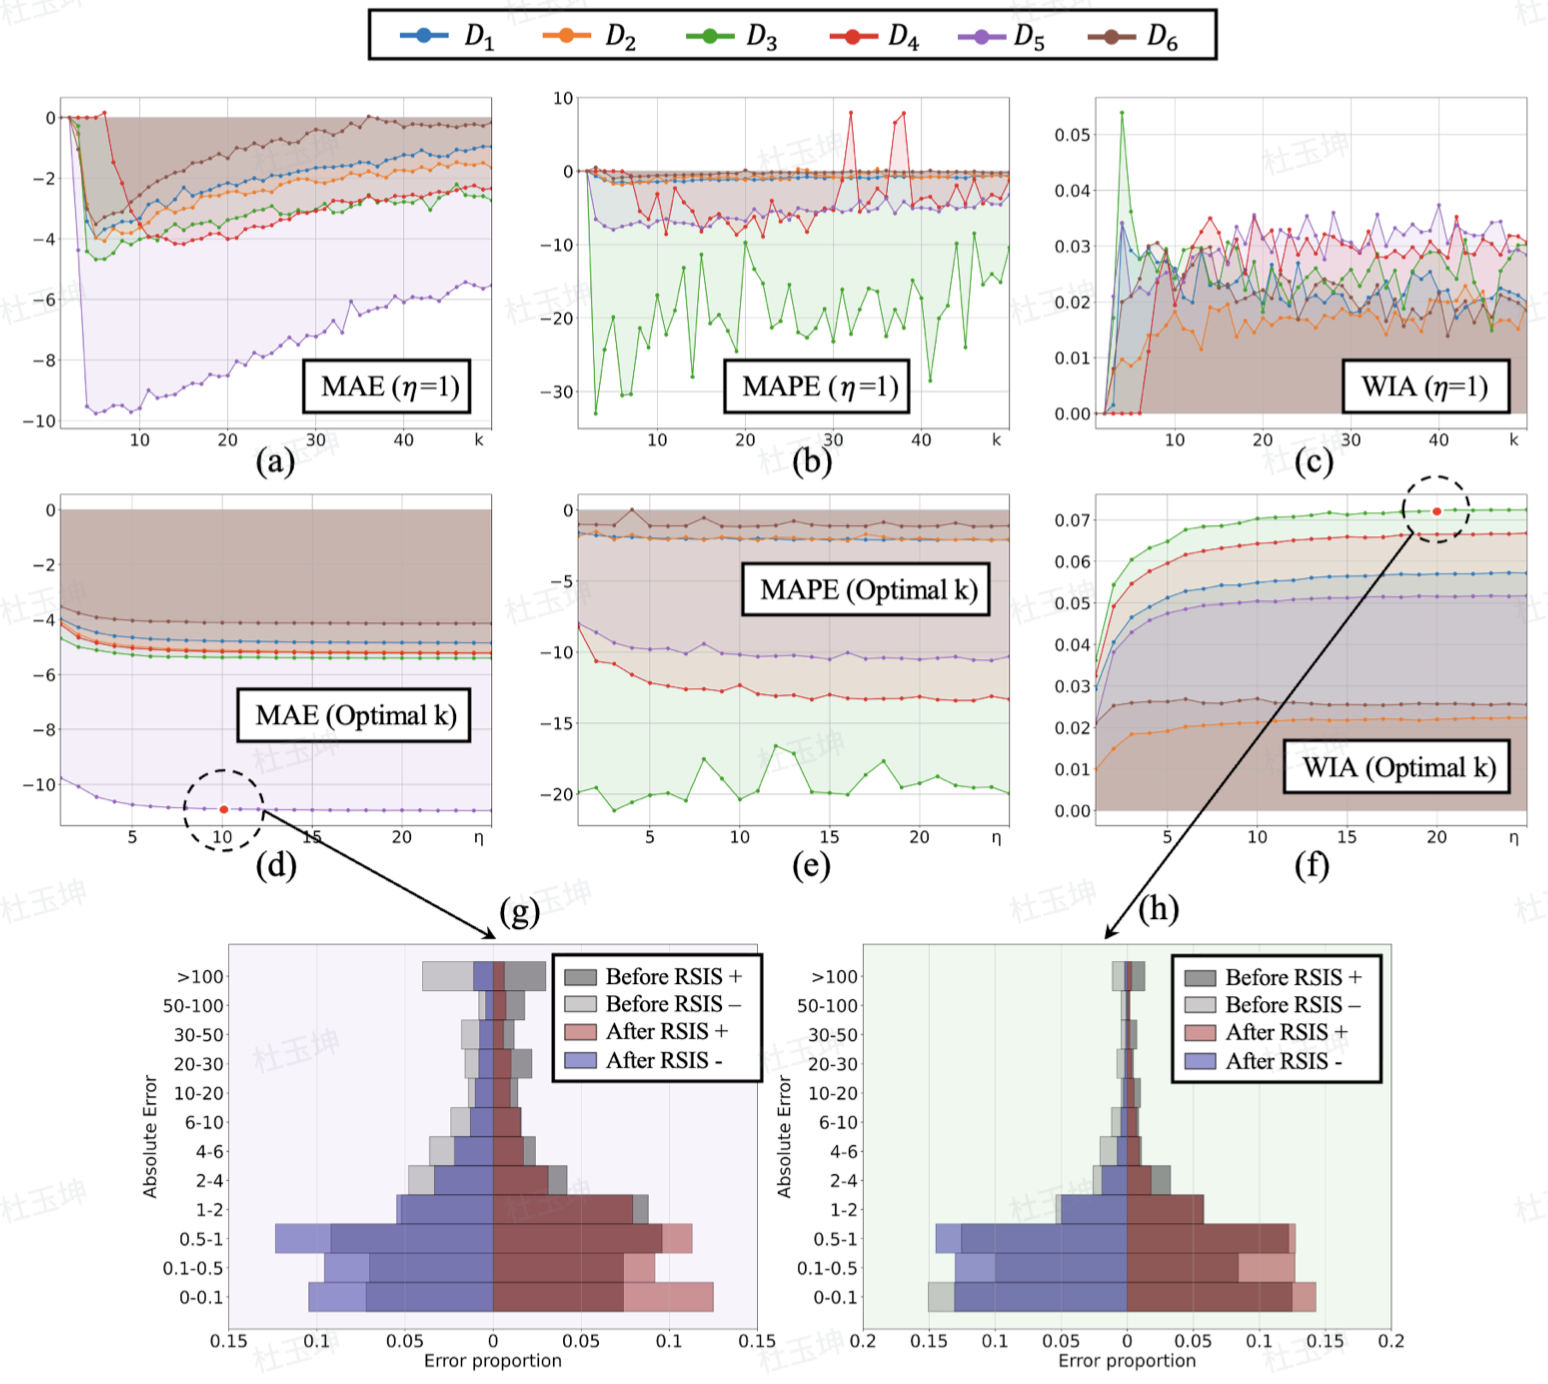 D1 D2 D3 D4 D5 D6
0
−2
−4
−6
−8
−10
10 20 30 40 k
MAE (η=1)
(a)
10
0
−10
−20
−30
10 20 30 40 k
MAPE (η=1)
(b)
0.05
0.04
0.03
0.02
0.01
0.00
10 20 30 40 k
WIA (η=1)
(c)
0
−2
−4
−6
−8
−10
5 10 15 20 η
MAE (Optimal k)
(d)
0
−5
−10
−15
−20
5 10 15 20 η
MAPE (Optimal k)
(e)
0.07
0.06
0.05
0.04
0.03
0.02
0.01
0.00
5 10 15 20 η
WIA (Optimal k)
(f)
(g)
Before RSIS +
Before RSIS −
After RSIS +
After RSIS -
Absolute Error
>100
50-100
30-50
20-30
10-20
6-10
4-6
2-4
1-2
0.5-1
0.1-0.5
0-0.1
0.15 0.1 0.05 0 0.05 0.1 0.15
Error proportion
(h)
Before RSIS +
Before RSIS −
After RSIS +
After RSIS -
Absolute Error
>100
50-100
30-50
20-30
10-20
6-10
4-6
2-4
1-2
0.5-1
0.1-0.5
0-0.1
0.2 0.15 0.1 0.05 0 0.05 0.1 0.15 0.2
Error proportion
杜玉坤